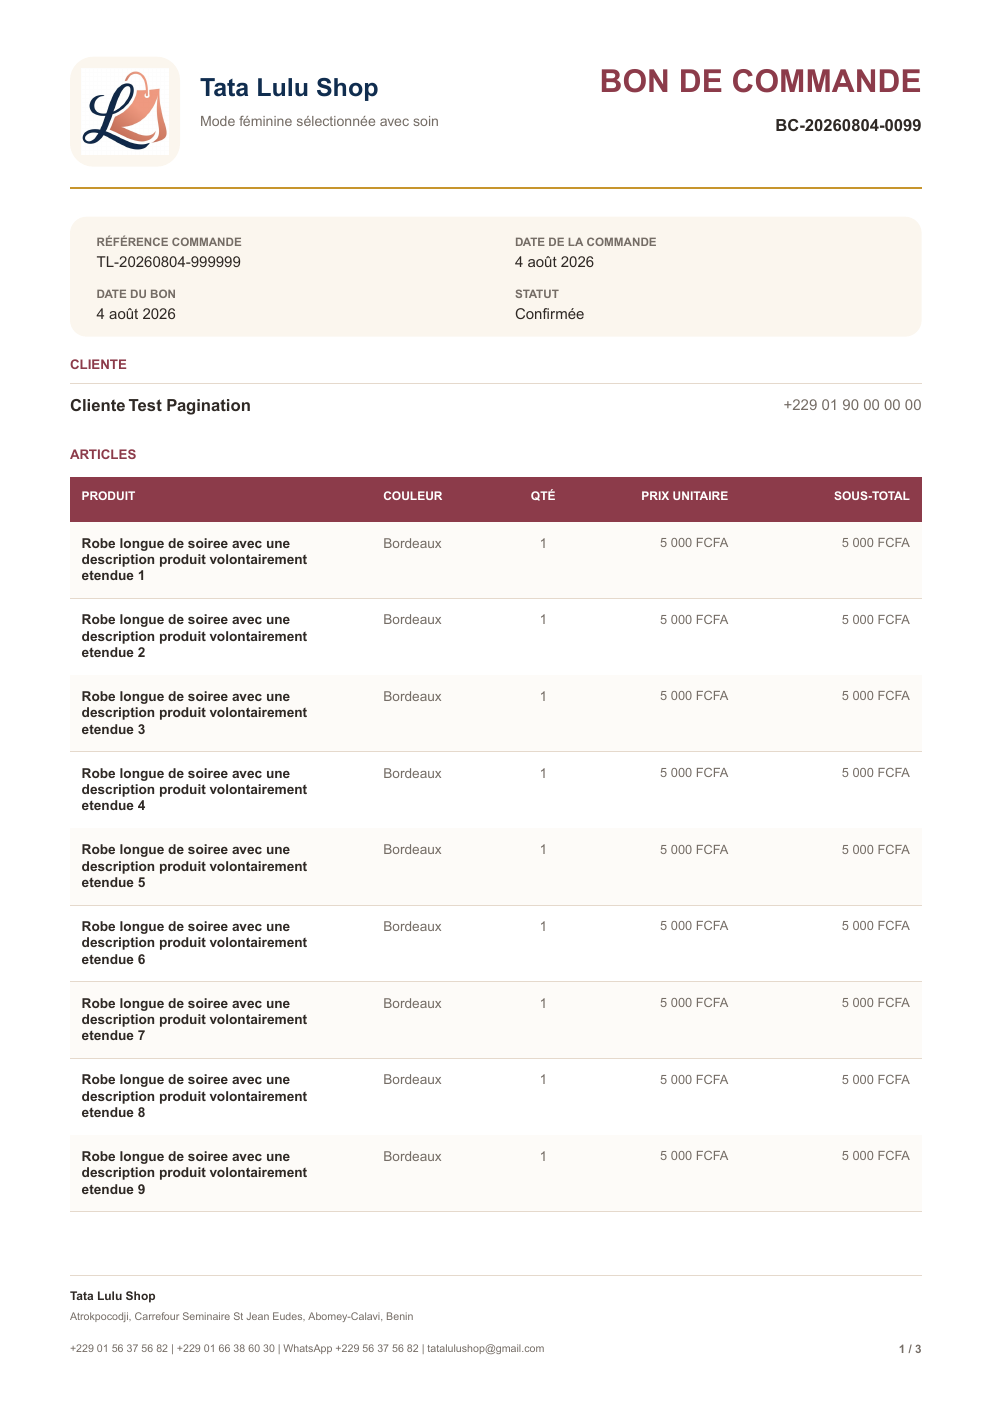 Tata Lulu Shop
Mode féminine sélectionnée avec soin
BON DE COMMANDE
BC-20260804-0099
RÉFÉRENCE COMMANDE
TL-20260804-999999
DATE DE LA COMMANDE
4 août 2026
DATE DU BON
4 août 2026
STATUT
Confirmée
CLIENTE
Cliente Test Pagination +229 01 90 00 00 00
ARTICLES
PRODUIT COULEUR QTÉ PRIX UNITAIRE SOUS-TOTAL
Robe longue de soiree avec une Bordeaux 1 5 000 FCFA 5 000 FCFA
description produit volontairement
etendue 1
Robe longue de soiree avec une Bordeaux 1 5 000 FCFA 5 000 FCFA
description produit volontairement
etendue 2
Robe longue de soiree avec une Bordeaux 1 5 000 FCFA 5 000 FCFA
description produit volontairement
etendue 3
Robe longue de soiree avec une Bordeaux 1 5 000 FCFA 5 000 FCFA
description produit volontairement
etendue 4
Robe longue de soiree avec une Bordeaux 1 5 000 FCFA 5 000 FCFA
description produit volontairement
etendue 5
Robe longue de soiree avec une Bordeaux 1 5 000 FCFA 5 000 FCFA
description produit volontairement
etendue 6
Robe longue de soiree avec une Bordeaux 1 5 000 FCFA 5 000 FCFA
description produit volontairement
etendue 7
Robe longue de soiree avec une Bordeaux 1 5 000 FCFA 5 000 FCFA
description produit volontairement
etendue 8
Robe longue de soiree avec une Bordeaux 1 5 000 FCFA 5 000 FCFA
description produit volontairement
etendue 9
Tata Lulu Shop
Atrokpocodji, Carrefour Seminaire St Jean Eudes, Abomey-Calavi, Benin
+229 01 56 37 56 82 | +229 01 66 38 60 30 | WhatsApp +229 56 37 56 82 | tatalulushop@gmail.com 1 / 3